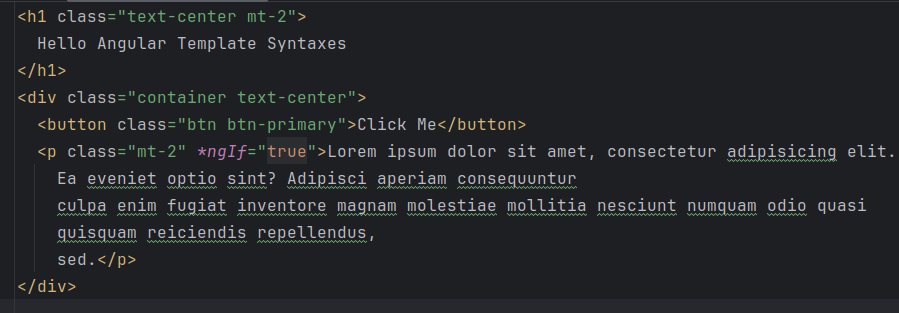 <h1 class="text-center mt-2">
Hello Angular Template Syntaxes
</h1>
<div class="container text-center">
<button class="btn btn-primary">Click Me</button>
<p class="mt-2" *ngIf="true">Lorem ipsum dolor sit amet, consectetur adipisicing elit.
Ea eveniet optio sint? Adipisci aperiam consequuntur
culpa enim fugiat inventore magnam molestiae mollitia nesciunt numquam odio quasi
quisquam reiciendis repellendus,
sed.</p>
</div>